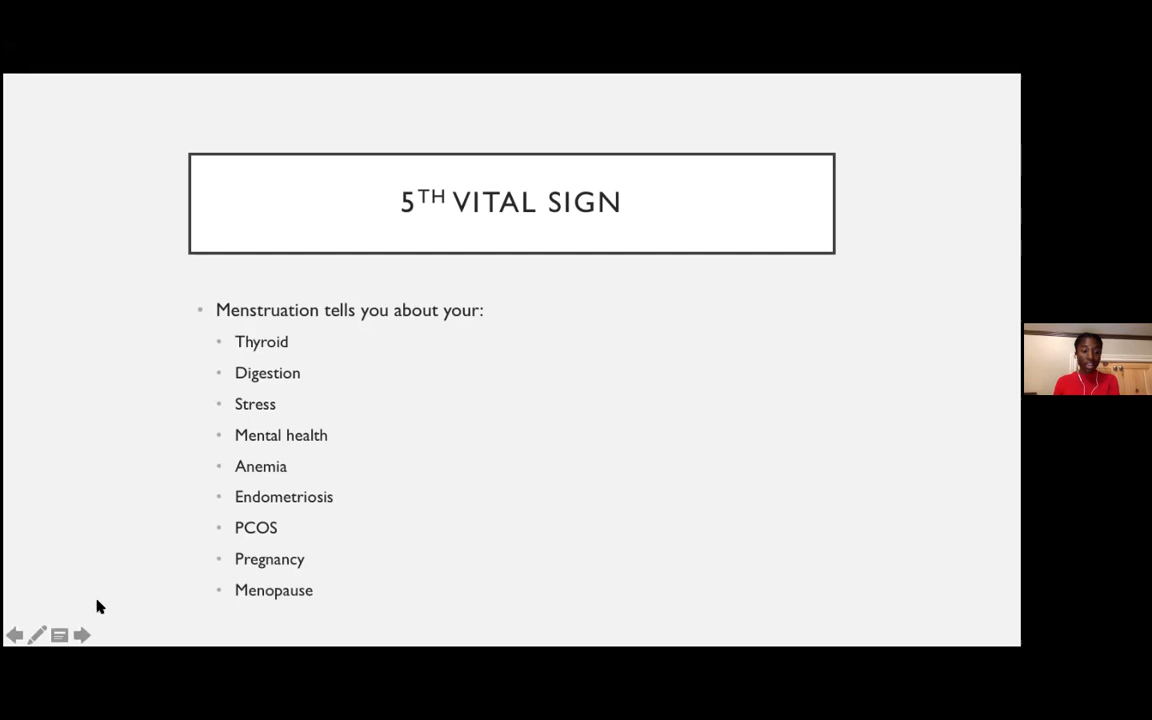 5TH VITAL SIGN
Menstruation tells you about your:
Thyroid
Digestion
Stress
Mental health
Anemia
Endometriosis
PCOS
Pregnancy
Menopause